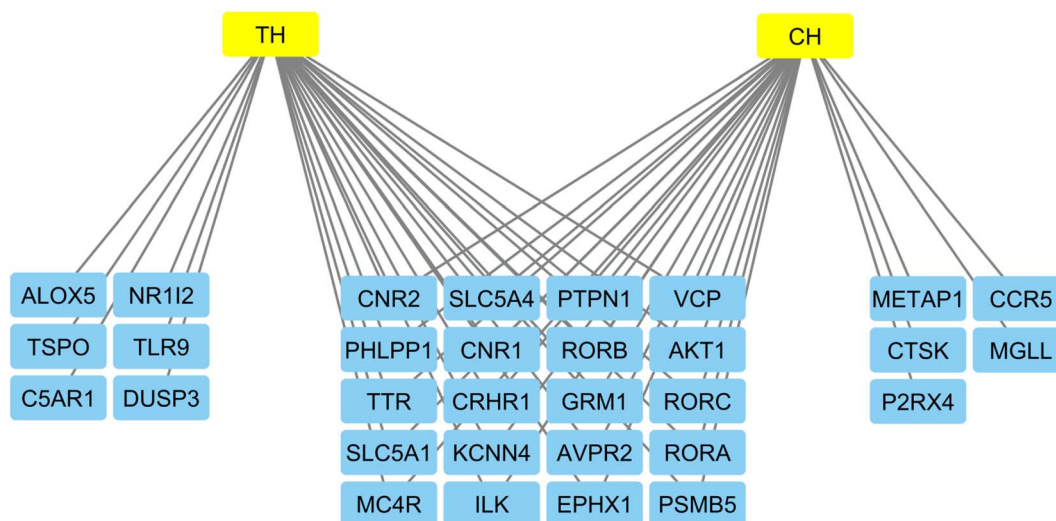 TH CH
ALOX5 NR1I2 CNR2 SLC5A4 PTPN1 VCP METAP1 CCR5
TSPO TLR9 PHLPP1 CNR1 RORB AKT1 CTSK MGLL
C5AR1 DUSP3 TTR CRHR1 GRM1 RORC P2RX4
SLC5A1 KCNN4 AVPR2 RORA
MC4R ILK EPHX1 PSMB5